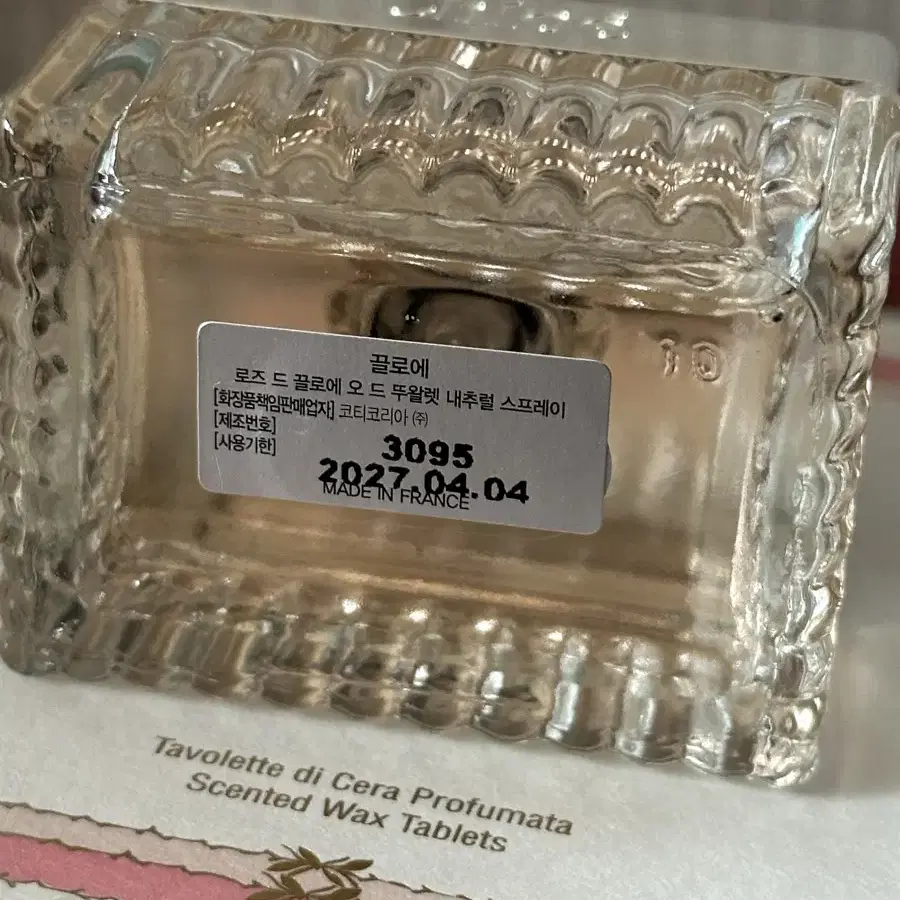 끌로에
로즈 드 끌로에 오 드 뚜왈렛 내추럴 스프레이
[화장품책임판매업자] 코티코리아 ㈜
[제조번호] 3095
[사용기한] 2027.04.04
MADE IN FRANCE
10
Tavolette di Cera Profumata
Scented Wax Tablets